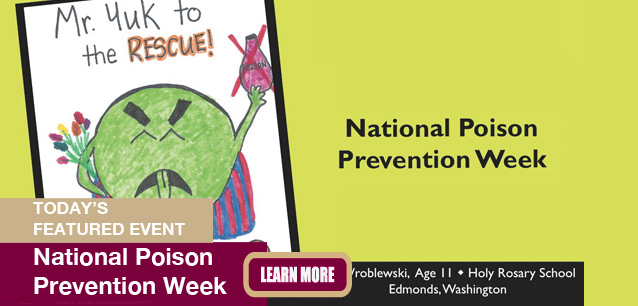 Mr. Yuk to
the RESCUE!
National Poison
Prevention Week
TODAY'S
FEATURED EVENT
National Poison
Prevention Week
LEARN MORE
Age 11 ♦ Holy Rosary School
Edmonds, Washington